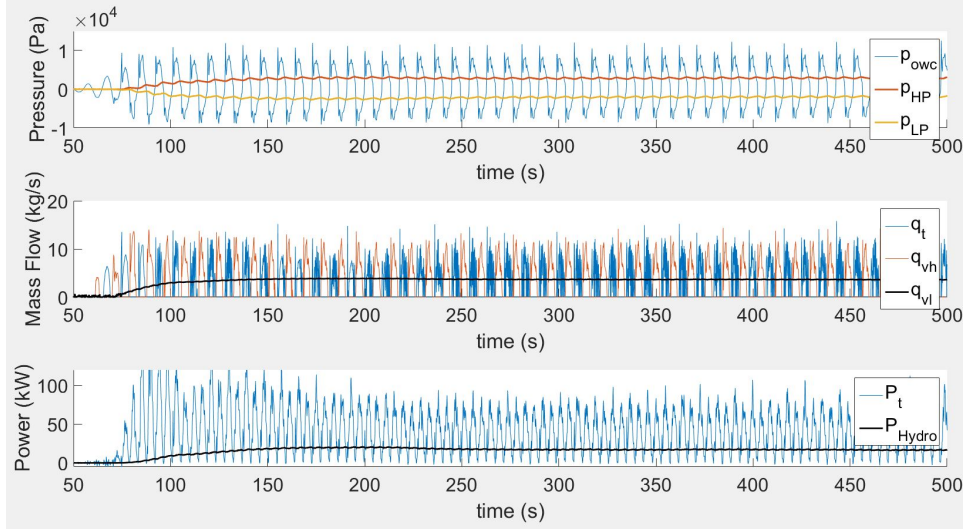 ×10⁴
1
0
-1
Pressure (Pa)
p_owc
p_HP
p_LP
50 100 150 200 250 300 350 400 450 500
time (s)
20
10
0
Mass Flow (kg/s)
q_t
q_vh
q_vl
50 100 150 200 250 300 350 400 450 500
time (s)
100
50
0
Power (kW)
P_t
P_Hydro
50 100 150 200 250 300 350 400 450 500
time (s)